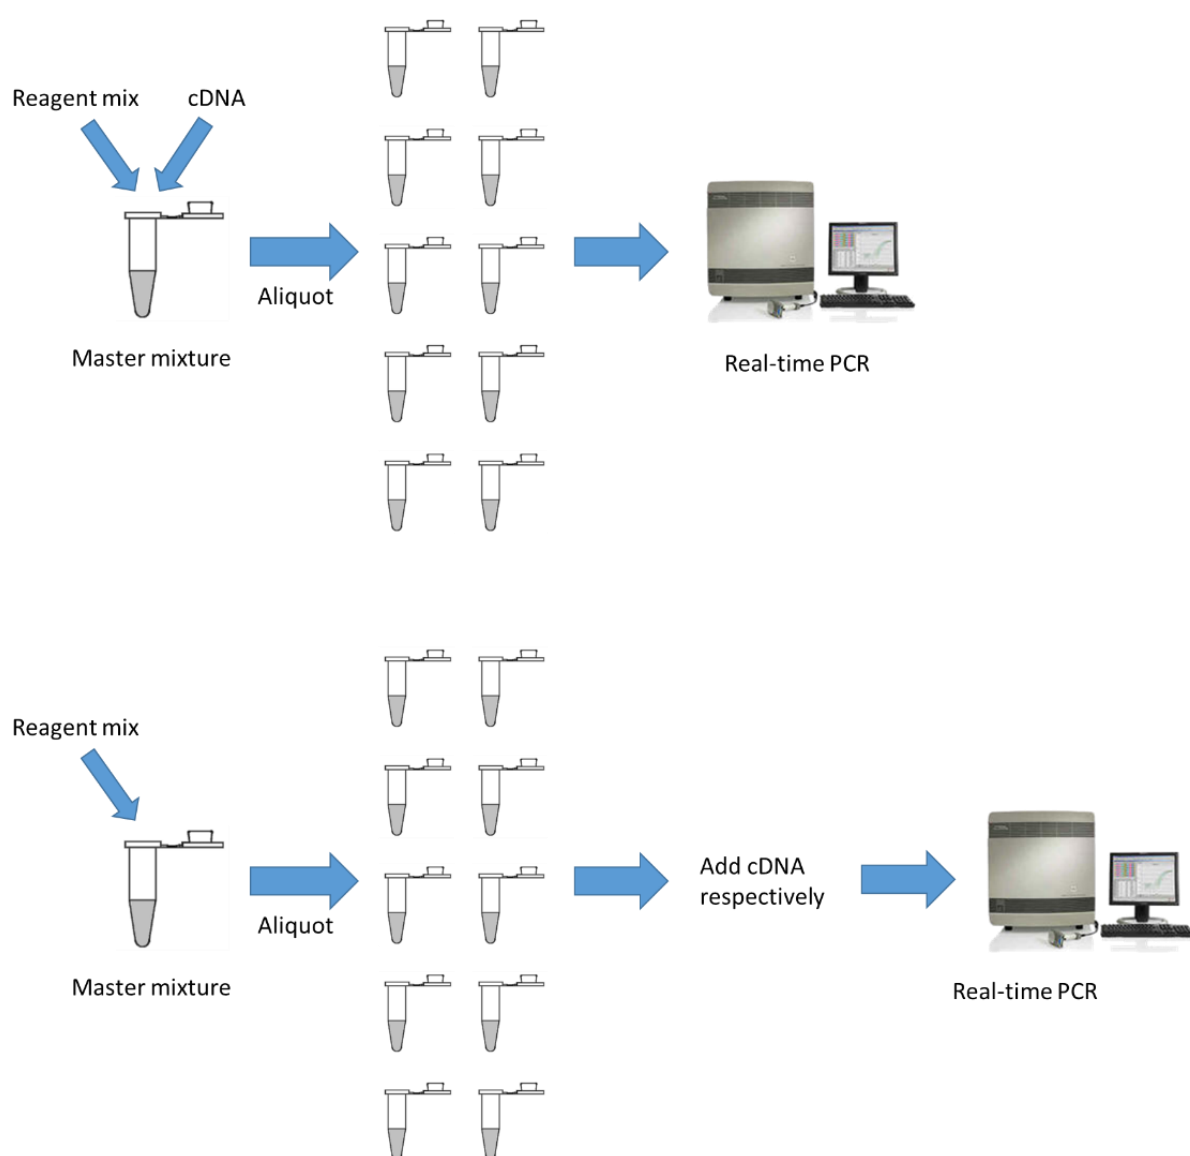 Reagent mix
cDNA
Master mixture
Aliquot
Real-time PCR
Reagent mix
Master mixture
Aliquot
Add cDNA
respectively
Real-time PCR